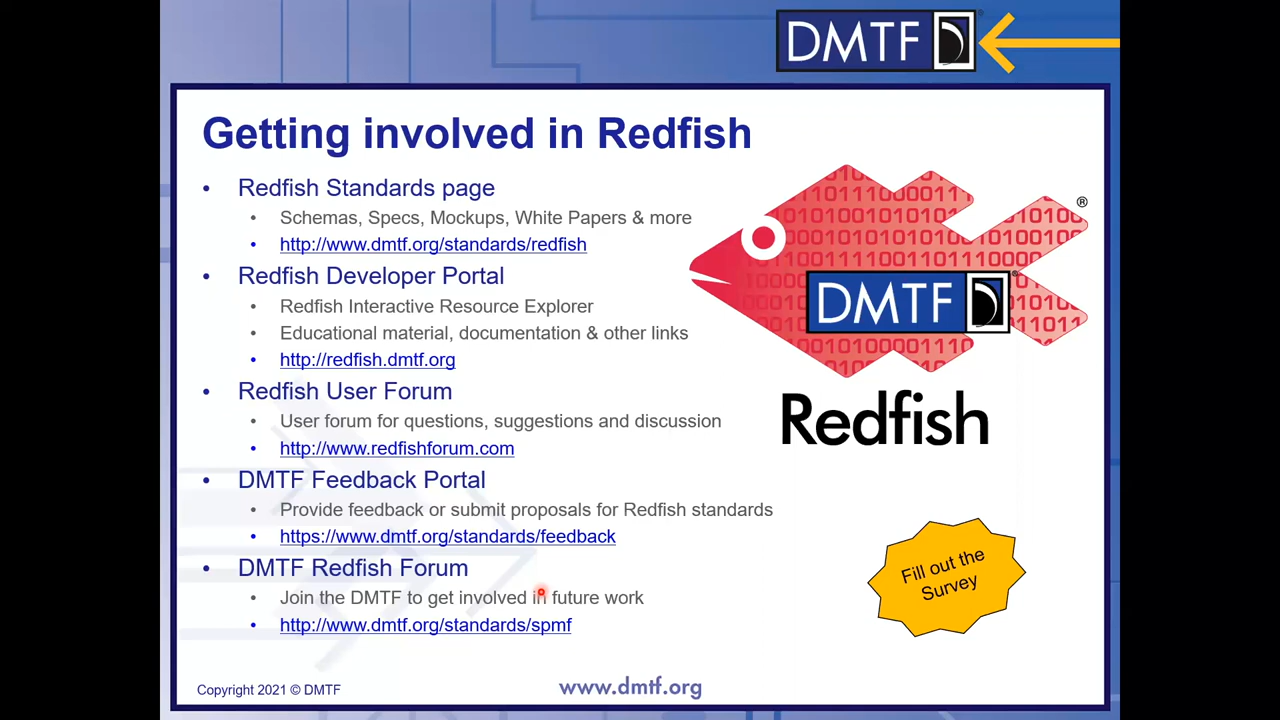 DMTF
Getting involved in Redfish
• Redfish Standards page
• Schemas, Specs, Mockups, White Papers & more
• http://www.dmtf.org/standards/redfish
• Redfish Developer Portal
• Redfish Interactive Resource Explorer
• Educational material, documentation & other links
• http://redfish.dmtf.org
• Redfish User Forum
• User forum for questions, suggestions and discussion
• http://www.redfishforum.com
• DMTF Feedback Portal
• Provide feedback or submit proposals for Redfish standards
• https://www.dmtf.org/standards/feedback
• DMTF Redfish Forum
• Join the DMTF to get involved in future work
• http://www.dmtf.org/standards/spmf
®
DMTF
Redfish
Fill out the
Survey
Copyright 2021 © DMTF
www.dmtf.org